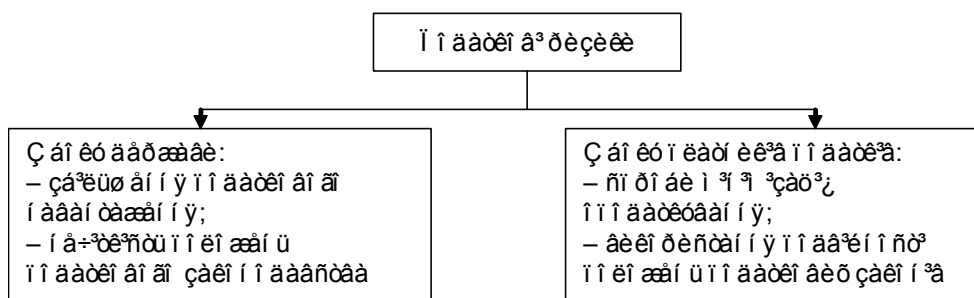 Ï î äàòêî â³ ðèçèêè
Ç áî êó äåðæàâè:
– çá³ëüø åí í ÿ ï î äàòêî âî ãî
í àâàí òàæåí í ÿ;
– í å÷³òê³ñòü ï î ëî æåí ü
ï î äàòêî âî ãî çàêî í î äàâñòâà
Ç áî êó ï ëàòí èê³â ï î äàòê³â:
– ñï ðî áè ì ³í ³ì ³çàö³¿
î ï î äàòêóâàí í ÿ;
– âèêî ðèñòàí í ÿ ï î äâ³éí î ñò³
ï î ëî æåí ü ï î äàòêî âèõ çàêî í ³â